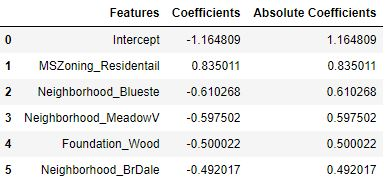 Features Coefficients Absolute Coefficients
0 Intercept -1.164809 1.164809
1 MSZoning_Residentail 0.835011 0.835011
2 Neighborhood_Blueste -0.610268 0.610268
3 Neighborhood_MeadowV -0.597502 0.597502
4 Foundation_Wood -0.500022 0.500022
5 Neighborhood_BrDale -0.492017 0.492017